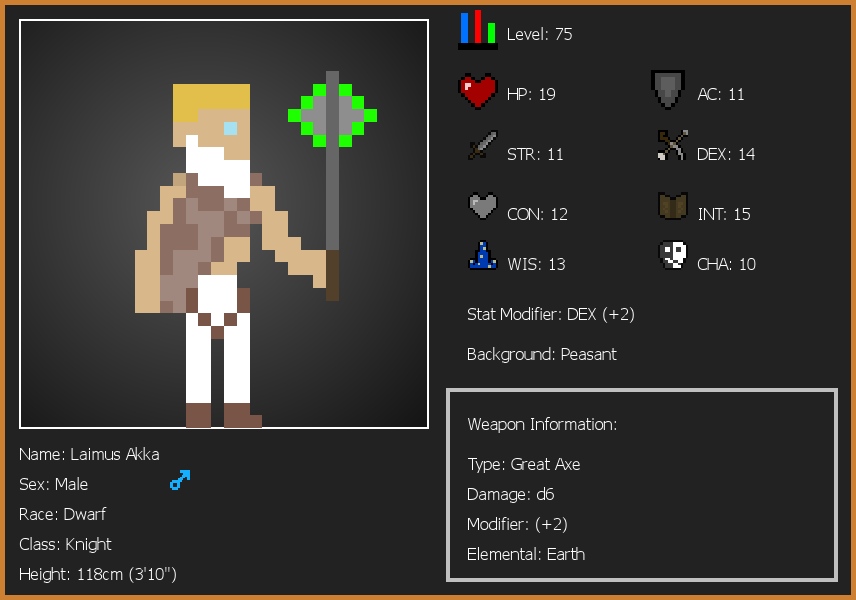 Level: 75
HP: 19
AC: 11
STR: 11
DEX: 14
CON: 12
INT: 15
WIS: 13
CHA: 10
Stat Modifier: DEX (+2)
Background: Peasant
Weapon Information:
Type: Great Axe
Damage: d6
Modifier: (+2)
Elemental: Earth
Name: Laimus Akka
Sex: Male
Race: Dwarf
Class: Knight
Height: 118cm (3'10")